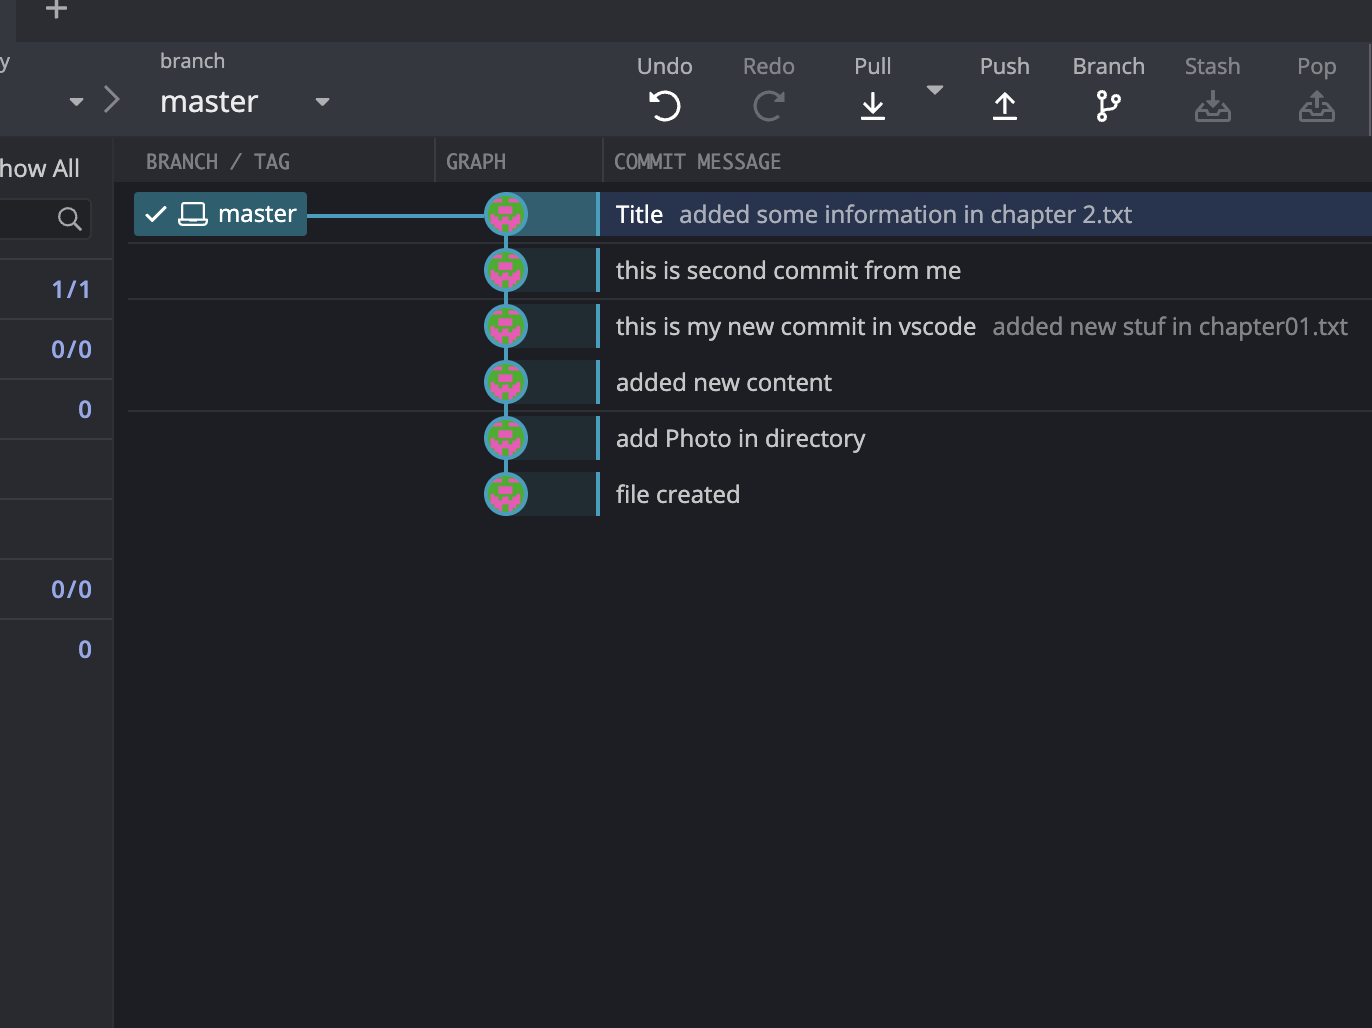 y
branch
master
Undo
Redo
Pull
Push
Branch
Stash
Pop
how All
BRANCH / TAG
GRAPH
COMMIT MESSAGE
master
Title added some information in chapter 2.txt
this is second commit from me
1/1
this is my new commit in vscode added new stuf in chapter01.txt
0/0
added new content
0
add Photo in directory
file created
0/0
0